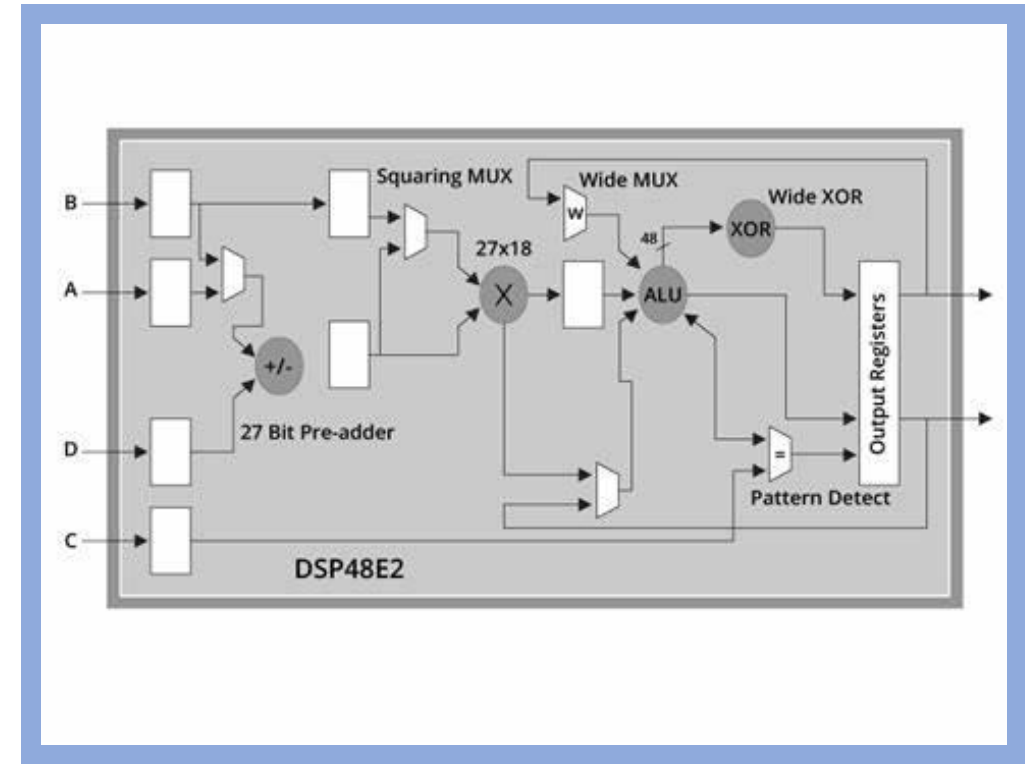 Squaring MUX
Wide MUX
Wide XOR
B
W
48
XOR
27x18
A
X
ALU
+/-
Output Registers
27 Bit Pre-adder
D
=
Pattern Detect
C
DSP48E2